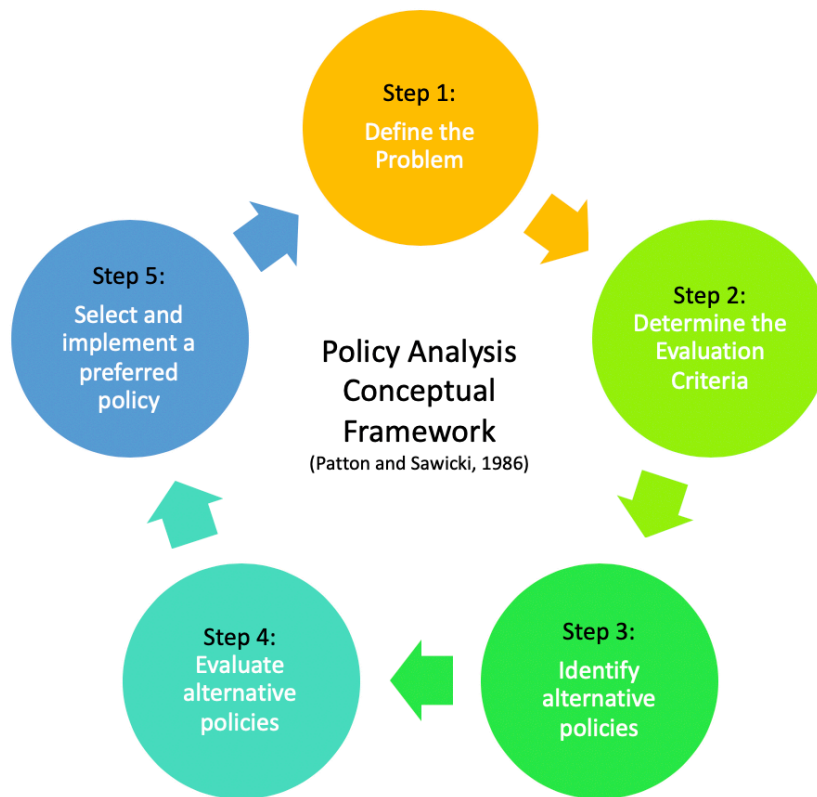 Step 1:
Define the
Problem
Step 2:
Determine the
Evaluation
Criteria
Step 3:
Identify
alternative
policies
Step 4:
Evaluate
alternative
policies
Step 5:
Select and
implement a
preferred
policy
Policy Analysis
Conceptual
Framework
(Patton and Sawicki, 1986)